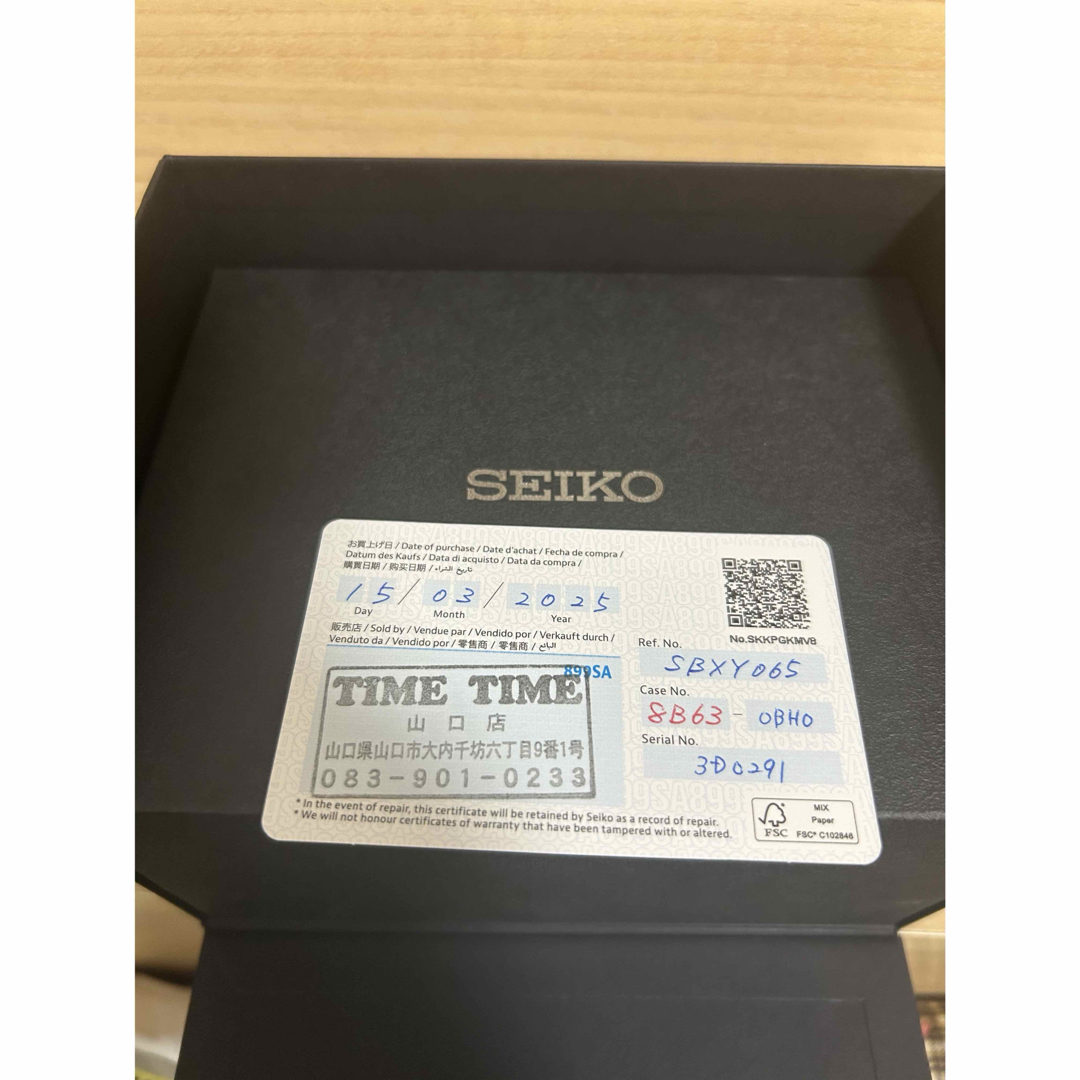 SEIKO
お買上げ日 / Date of purchase / Date d'achat / Fecha de compra /
Datum des Kaufs / Data di acquisto / Data da compra /
購買日期 / 购买日期 / تاريخ الشراء
15 / 03 / 2025
Day Month Year
販売店 / Sold by / Vendue par / Vendido por / Verkauft durch /
Venduto da / Vendido por / 零售商 / 零售商 / البائع
899SA
TIME TIME
山口店
山口県山口市大内千坊六丁目9番1号
083-901-0233
No.SKKPGKMV8
Ref. No.
SBXY065
Case No.
8B63 - 0BH0
Serial No.
3D0291
* In the event of repair, this certificate will be retained by Seiko as a record of repair.
* We will not honour certificates of warranty that have been tampered with or altered.
FSC
MIX
Paper
FSC® C102846